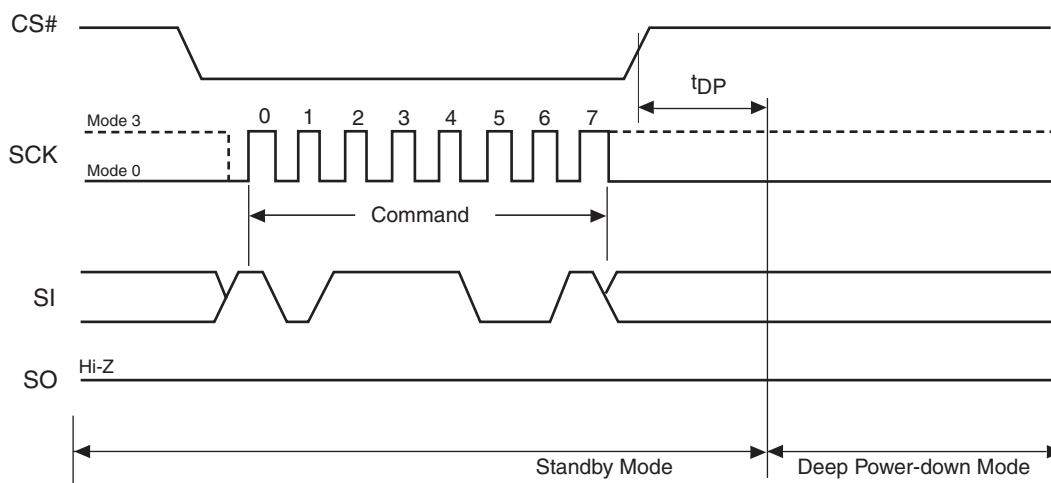 CS#
tDP
Mode 3
0 1 2 3 4 5 6 7
SCK
Mode 0
Command
SI
Hi-Z
SO
Standby Mode
Deep Power-down Mode